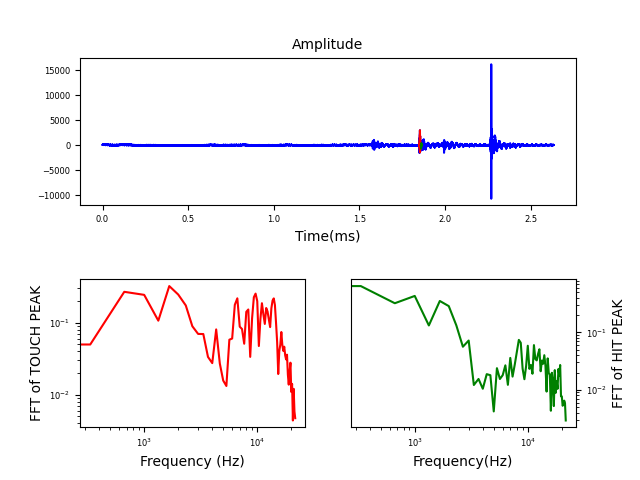 Amplitude
15000
10000
5000
0
−5000
−10000
0.0 0.5 1.0 1.5 2.0 2.5
Time(ms)
FFT of TOUCH PEAK
10⁻¹
10⁻²
10³ 10⁴
Frequency (Hz)
10⁻¹
10⁻²
FFT of HIT PEAK
10³ 10⁴
Frequency(Hz)